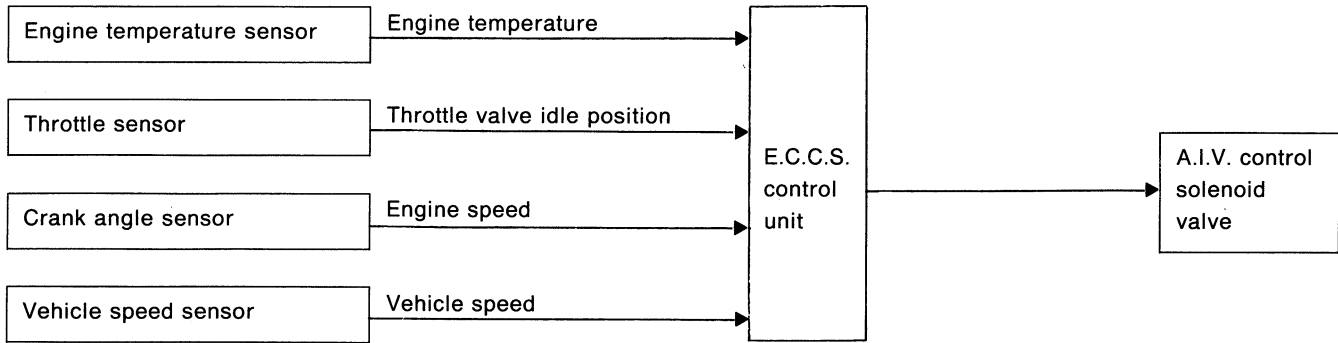 Engine temperature sensor
Engine temperature
Throttle sensor
Throttle valve idle position
Crank angle sensor
Engine speed
Vehicle speed sensor
Vehicle speed
E.C.C.S.
control
unit
A.I.V. control
solenoid
valve